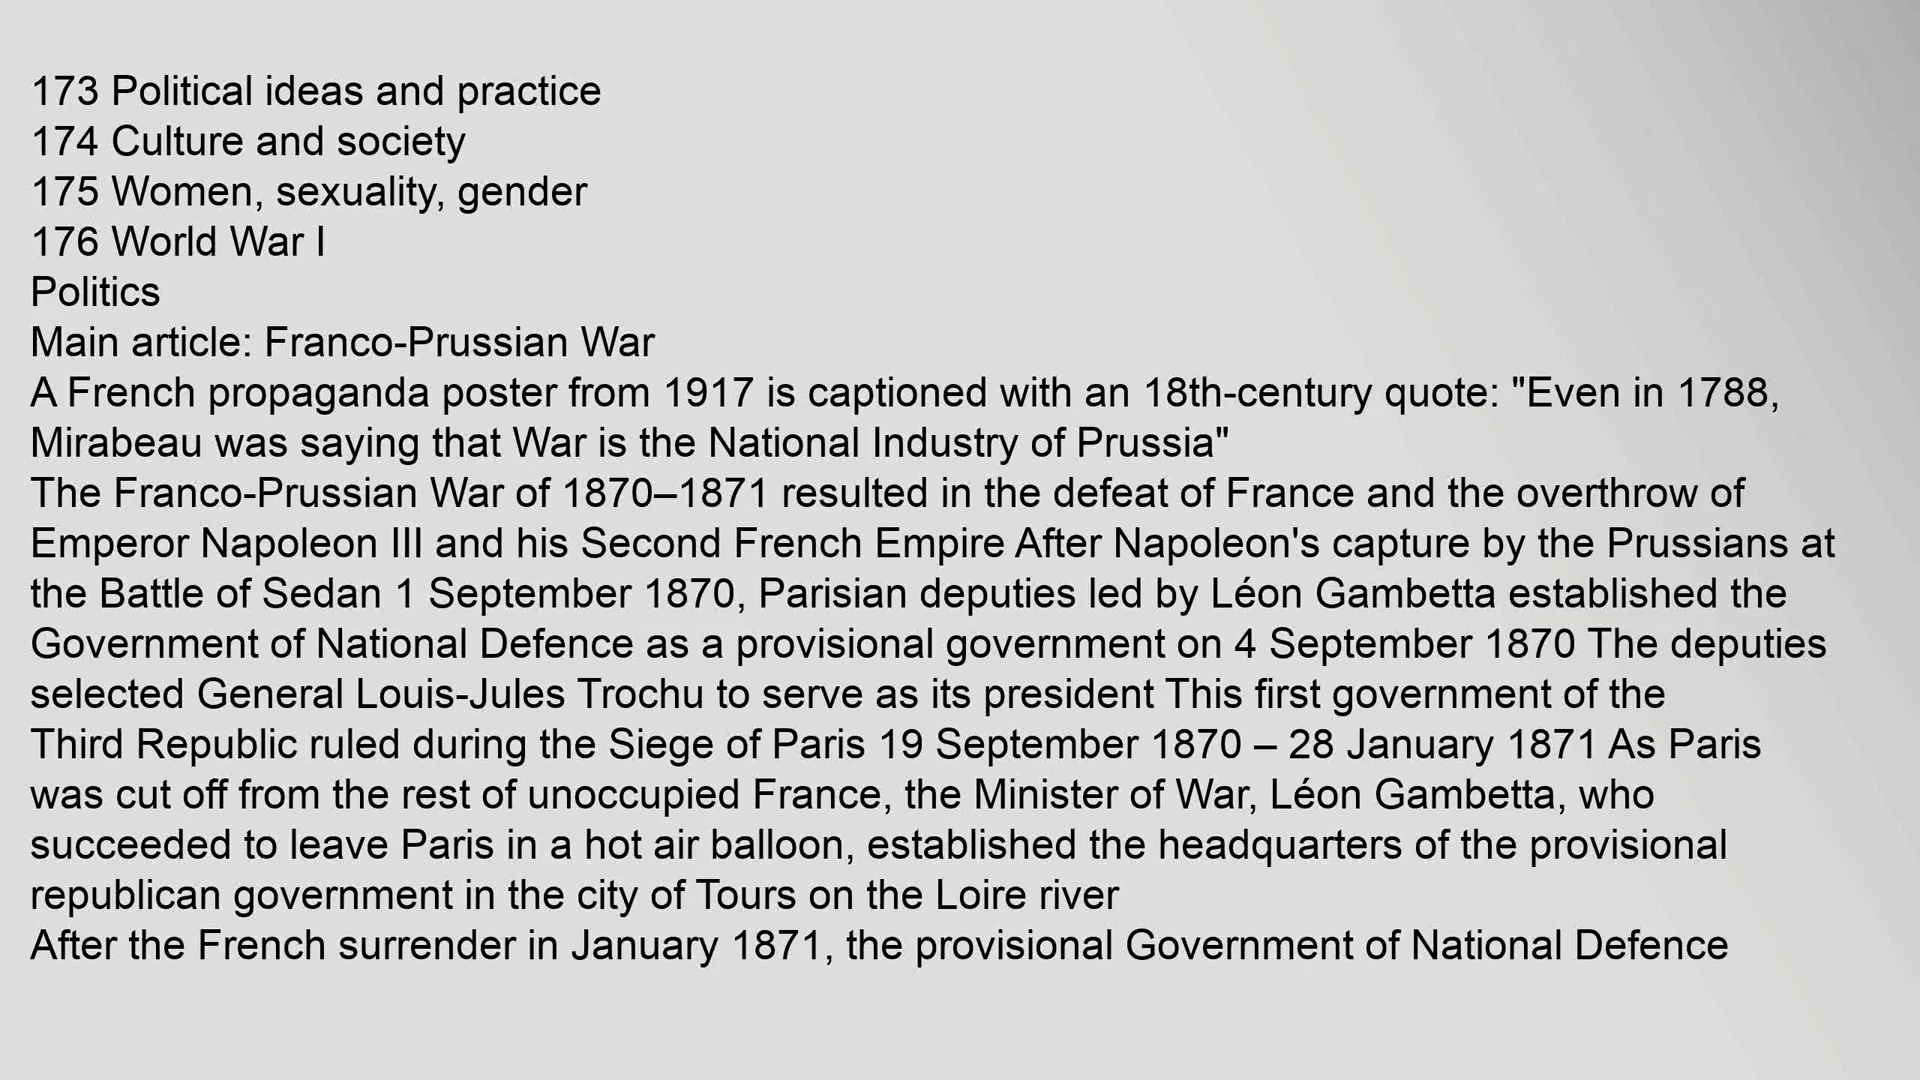 173 Political ideas and practice
174 Culture and society
175 Women, sexuality, gender
176 World War I
Politics
Main article: Franco-Prussian War
A French propaganda poster from 1917 is captioned with an 18th-century quote: "Even in 1788,
Mirabeau was saying that War is the National Industry of Prussia"
The Franco-Prussian War of 1870–1871 resulted in the defeat of France and the overthrow of
Emperor Napoleon III and his Second French Empire After Napoleon's capture by the Prussians at
the Battle of Sedan 1 September 1870, Parisian deputies led by Léon Gambetta established the
Government of National Defence as a provisional government on 4 September 1870 The deputies
selected General Louis-Jules Trochu to serve as its president This first government of the
Third Republic ruled during the Siege of Paris 19 September 1870 – 28 January 1871 As Paris
was cut off from the rest of unoccupied France, the Minister of War, Léon Gambetta, who
succeeded to leave Paris in a hot air balloon, established the headquarters of the provisional
republican government in the city of Tours on the Loire river
After the French surrender in January 1871, the provisional Government of National Defence